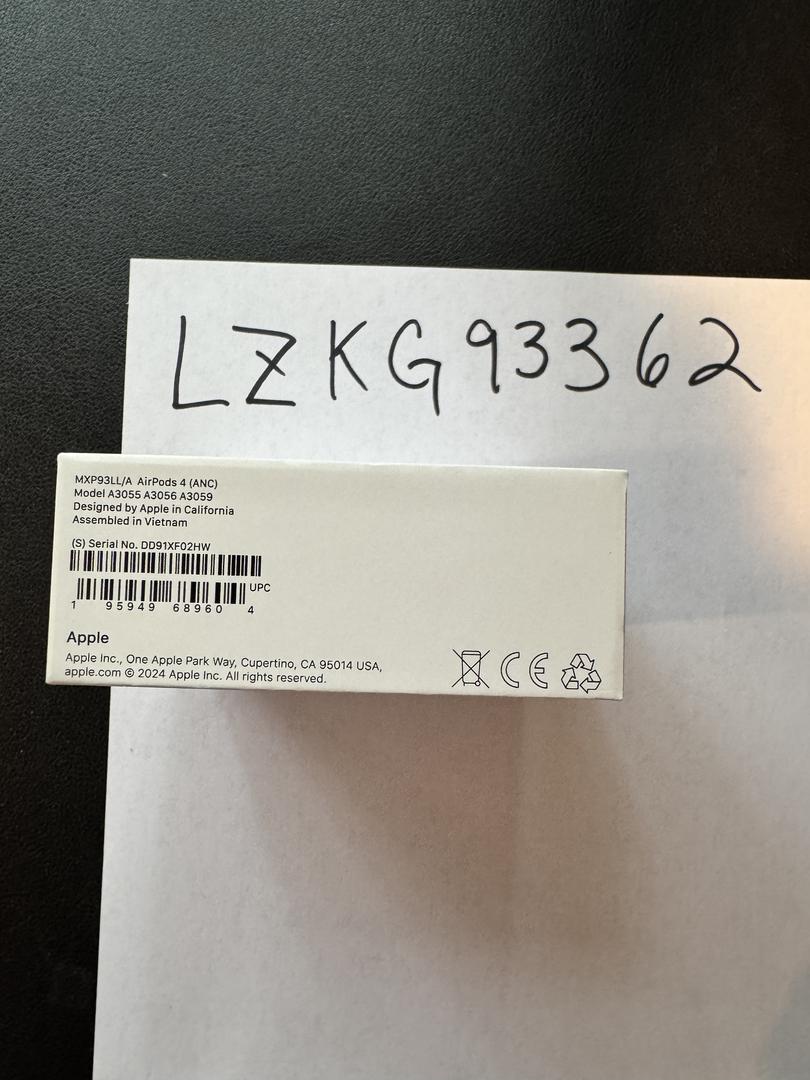 LZKG93362
MXP93LL/A AirPods 4 (ANC)
Model A3055 A3056 A3059
Designed by Apple in California
Assembled in Vietnam
(S) Serial No. DD91XF02HW
UPC
1 95949 68960 4
Apple
Apple Inc., One Apple Park Way, Cupertino, CA 95014 USA,
apple.com © 2024 Apple Inc. All rights reserved.
CE